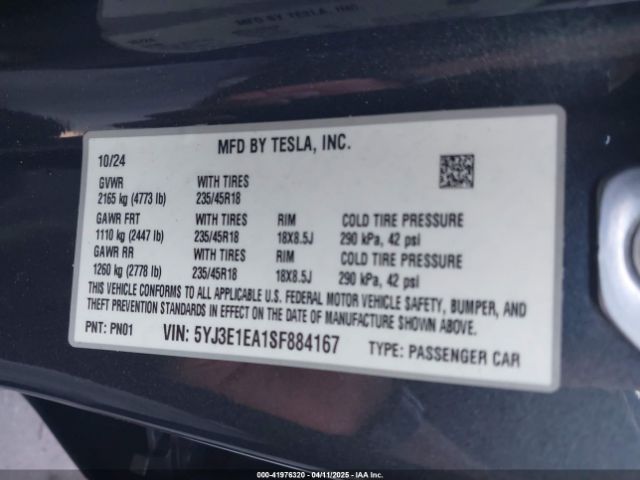 MFD BY TESLA, INC.
10/24
GVWR WITH TIRES
2165 kg (4773 lb) 235/45R18
GAWR FRT WITH TIRES RIM COLD TIRE PRESSURE
1110 kg (2447 lb) 235/45R18 18X8.5J 290 kPa, 42 psi
GAWR RR WITH TIRES RIM COLD TIRE PRESSURE
1260 kg (2778 lb) 235/45R18 18X8.5J 290 kPa, 42 psi
THIS VEHICLE CONFORMS TO ALL APPLICABLE U.S. FEDERAL MOTOR VEHICLE SAFETY, BUMPER, AND
THEFT PREVENTION STANDARDS IN EFFECT ON THE DATE OF MANUFACTURE SHOWN ABOVE.
PNT: PN01 VIN: 5YJ3E1EA1SF884167 TYPE: PASSENGER CAR
000-41976320 04/11/2025 IAA Inc.